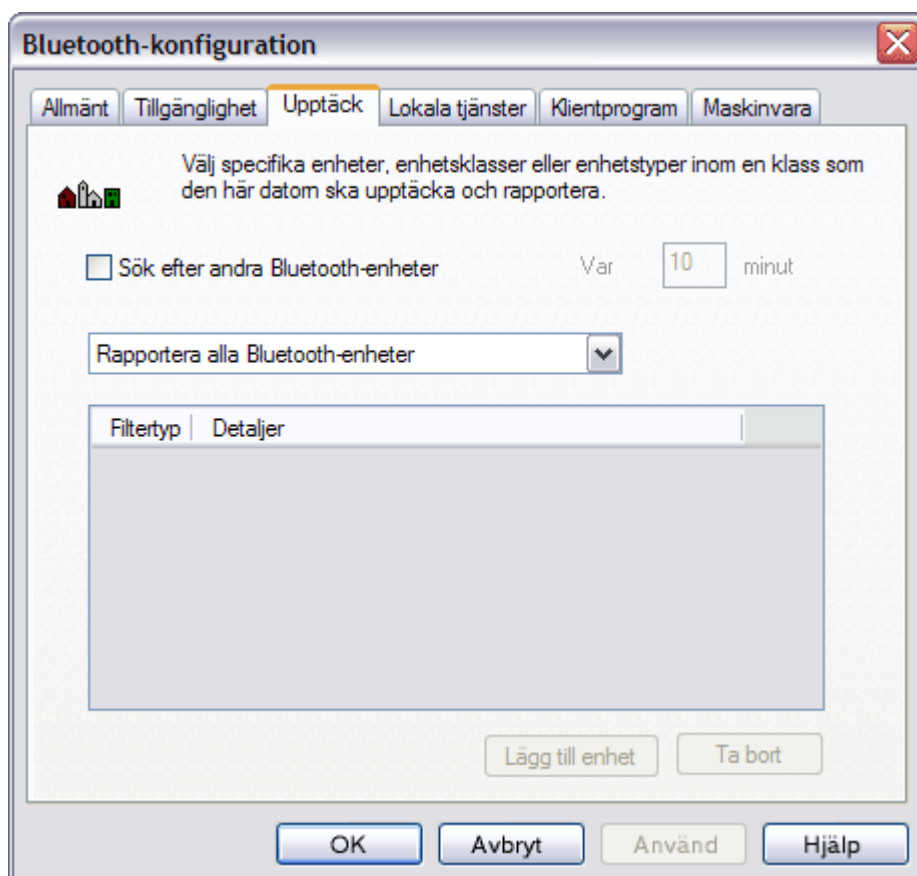 Bluetooth-konfiguration
Allmänt Tillgänglighet Upptäck Lokala tjänster Klientprogram Maskinvara
Välj specifika enheter, enhetsklasser eller enhetstyper inom en klass som
den här datorn ska upptäcka och rapportera.
Sök efter andra Bluetooth-enheter Var 10 minut
Rapportera alla Bluetooth-enheter
Filtertyp Detaljer
Lägg till enhet Ta bort
OK Avbryt Använd Hjälp